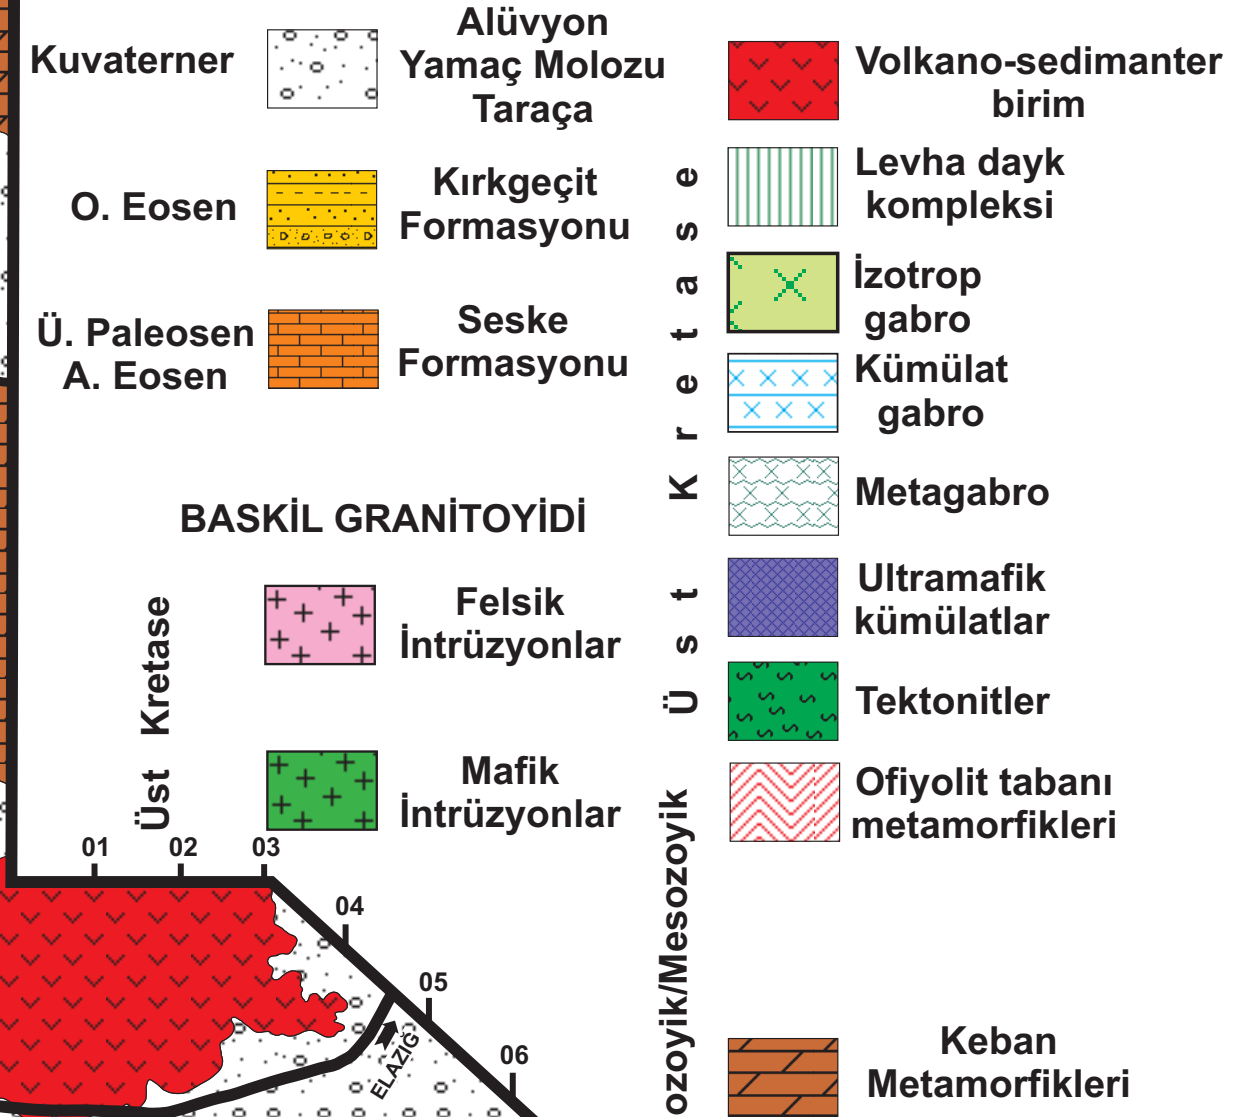 Kuvaterner
Alüvyon
Yamaç Molozu
Taraça
O. Eosen
Kırkgeçit
Formasyonu
Ü. Paleosen
A. Eosen
Seske
Formasyonu
BASKİL GRANİTOYİDİ
Üst Kretase
Felsik
İntrüzyonlar
Mafik
İntrüzyonlar
Üst Kretase
Volkano-sedimanter
birim
Levha dayk
kompleksi
İzotrop
gabro
Kümülat
gabro
Metagabro
Ultramafik
kümülatlar
Tektonitler
Ofiyolit tabanı
metamorfikleri
ozoyik/Mesozoyik
Keban
Metamorfikleri
01
02
03
04
05
06
ELAZIĞ